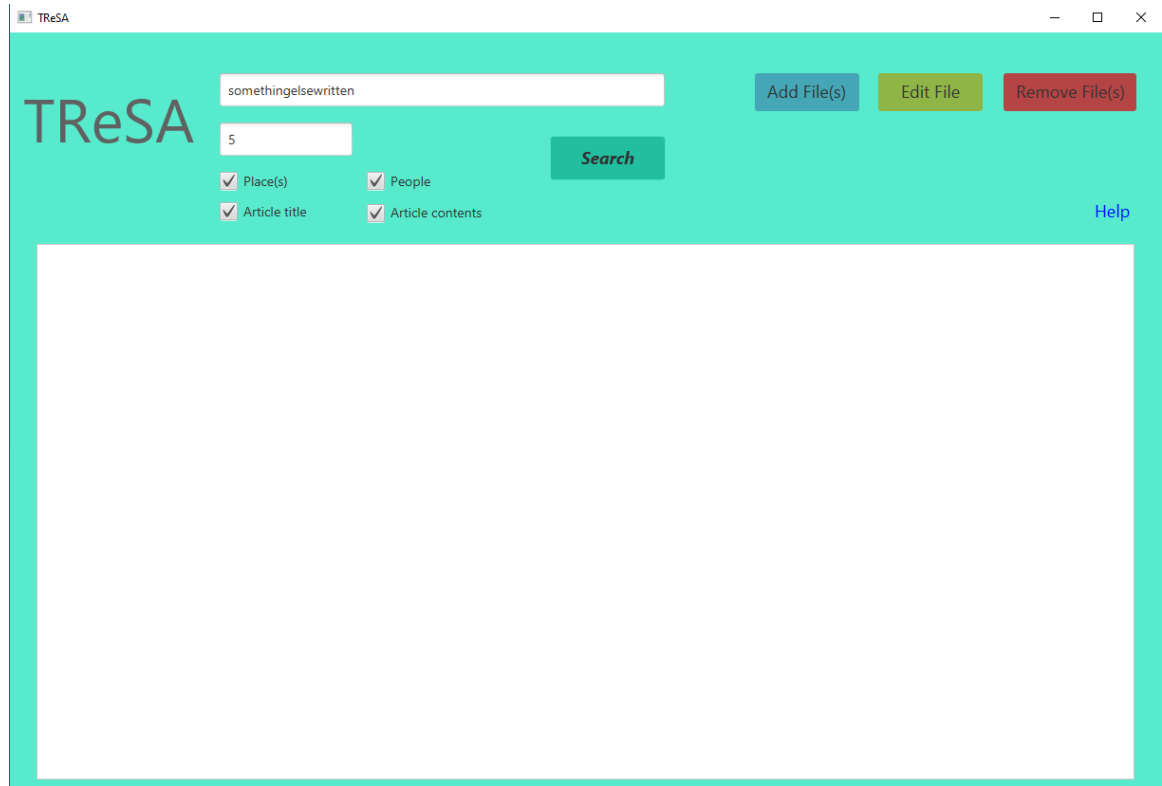 TReSA
TReSA
somethingelsewritten
5
Search
Place(s)
People
Article title
Article contents
Add File(s)
Edit File
Remove File(s)
Help